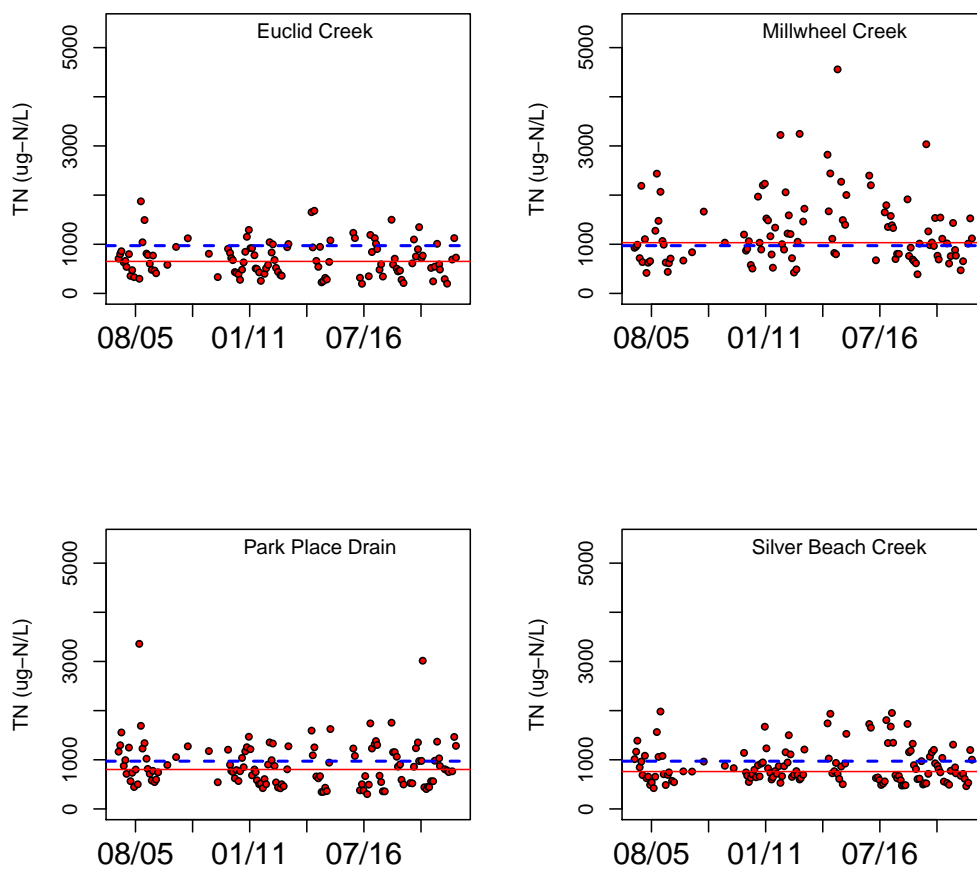 Euclid Creek
TN (ug−N/L)
5000
3000
1000
0
08/05 01/11 07/16
Millwheel Creek
TN (ug−N/L)
5000
3000
1000
0
08/05 01/11 07/16
Park Place Drain
TN (ug−N/L)
5000
3000
1000
0
08/05 01/11 07/16
Silver Beach Creek
TN (ug−N/L)
5000
3000
1000
0
08/05 01/11 07/16